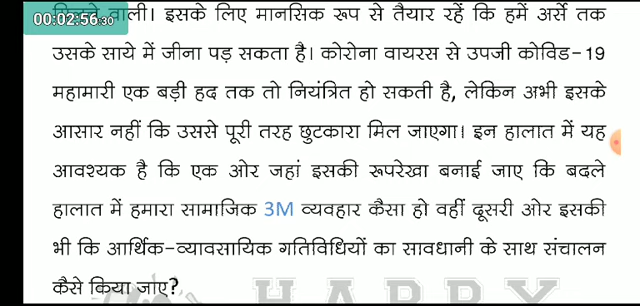 00:02:56:30
वाली। इसके लिए मानसिक रूप से तैयार रहें कि हमें अर्से तक
उसके साये में जीना पड़ सकता है। कोरोना वायरस से उपजी कोविड-19
महामारी एक बड़ी हद तक तो नियंत्रित हो सकती है, लेकिन अभी इसके
आसार नहीं कि उससे पूरी तरह छुटकारा मिल जाएगा। इन हालात में यह
आवश्यक है कि एक ओर जहां इसकी रूपरेखा बनाई जाए कि बदले
हालात में हमारा सामाजिक 3M व्यवहार कैसा हो वहीं दूसरी ओर इसकी
भी कि आर्थिक-व्यावसायिक गतिविधियों का सावधानी के साथ संचालन
कैसे किया जाए?
HAPPY